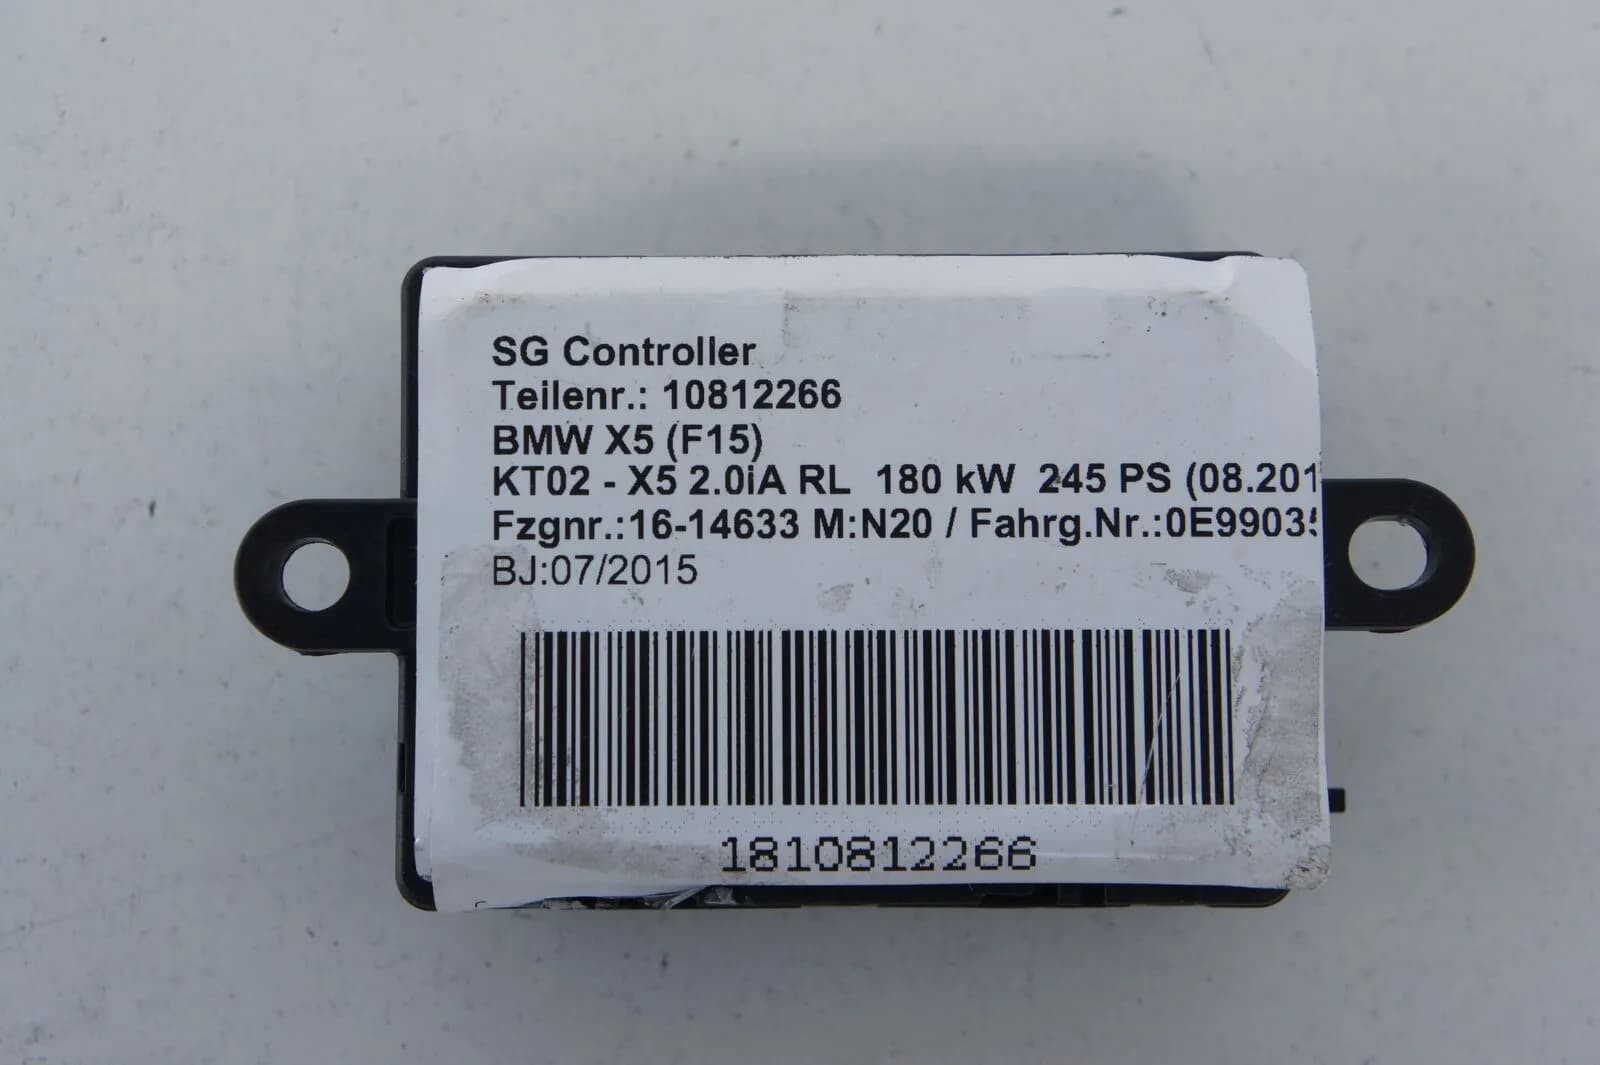 SG Controller
Teilenr.: 10812266
BMW X5 (F15)
KT02 - X5 2.0iA RL 180 kW 245 PS (08.201
Fzgnr.:16-14633 M:N20 / Fahrg.Nr.:0E99035
BJ:07/2015
1810812266